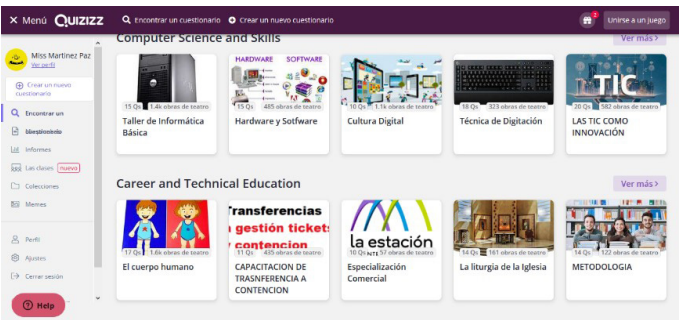 × Menú QUIZIZZ
Encontrar un cuestionario
Crear un nuevo cuestionario
Unirse a un juego
Miss Martinez Paz
Ver perfil
Crear un nuevo
cuestionario
Encontrar un
Informes
Las clases nuevo
Colecciones
Memes
Perfil
Ajustes
Cerrar sesión
Help
Computer Science and Skills
Ver más >
15 Qs 1.4k obras de teatro
Taller de Informática
Básica
HARDWARE SOFTWARE
15 Qs 485 obras de teatro
Hardware y Sotfware
10 Qs 1.1k obras de teatro
Cultura Digital
18 Qs 323 obras de teatro
Técnica de Digitación
TIC
20 Qs 582 obras de teatro
LAS TIC COMO
INNOVACIÓN
Career and Technical Education
Ver más >
17 Qs 1.6k obras de teatro
El cuerpo humano
Transferencias
gestión tickets
contencion
11 Qs 435 obras de teatro
CAPACITACION DE
TRASNFERENCIA A
CONTENCION
la estación
10 Qs 57 obras de teatro
Especialización
Comercial
14 Qs 161 obras de teatro
La liturgia de la Iglesia
14 Qs 122 obras de teatro
METODOLOGIA